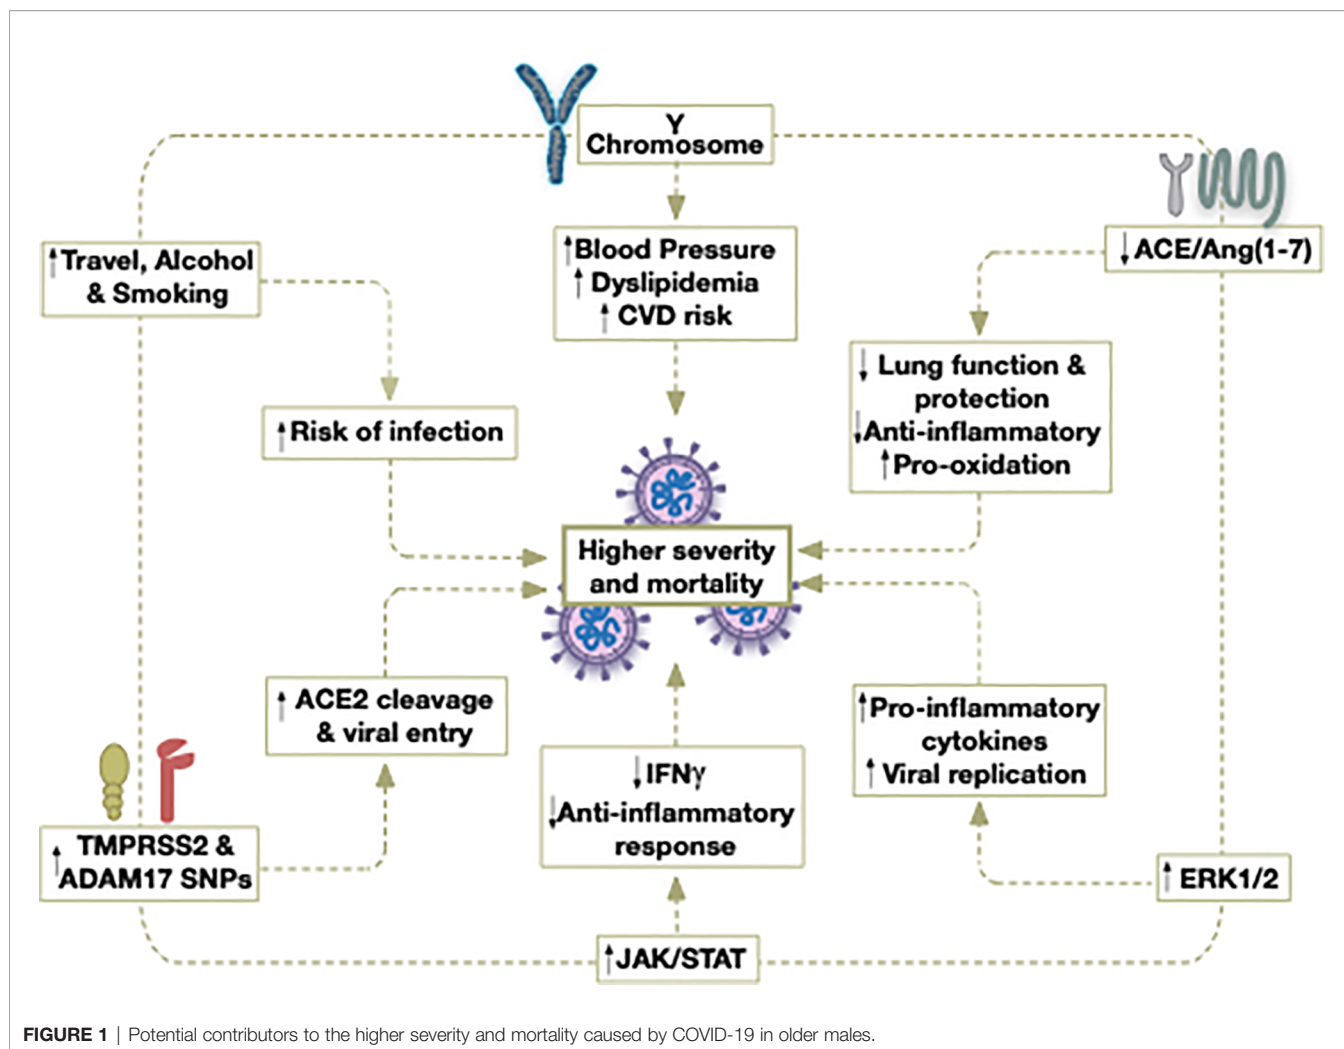 Y
Chromosome
↑Blood Pressure
↑ Dyslipidemia
↑ CVD risk
↑Travel, Alcohol
& Smoking
↓ACE/Ang(1-7)
↓ Lung function &
protection
↓Anti-inflammatory
↑Pro-oxidation
↑Risk of infection
Higher severity
and mortality
↑ ACE2 cleavage
& viral entry
↑Pro-inflammatory
cytokines
↑ Viral replication
↓IFNγ
↓Anti-inflammatory
response
↑ TMPRSS2 &
ADAM17 SNPs
↑ ERK1/2
↑JAK/STAT
FIGURE 1 | Potential contributors to the higher severity and mortality caused by COVID-19 in older males.